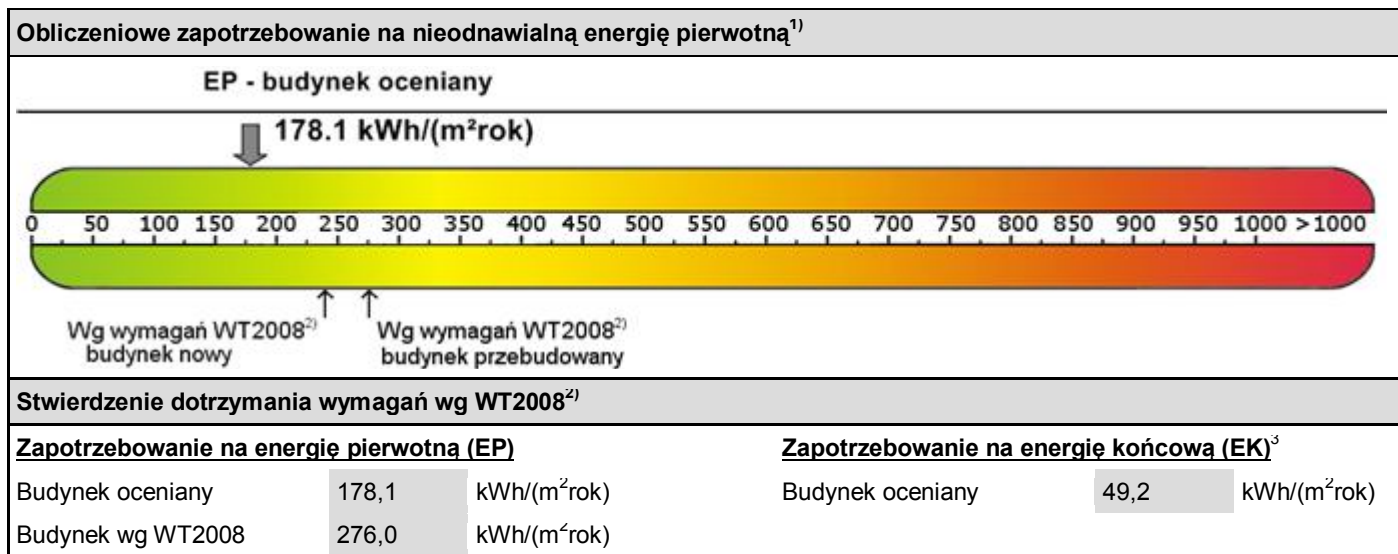 Obliczeniowe zapotrzebowanie na nieodnawialną energię pierwotną1)
EP - budynek oceniany
178.1 kWh/(m²rok)
0 50 100 150 200 250 300 350 400 450 500 550 600 650 700 750 800 850 900 950 1000 >1000
Wg wymagań WT20082)
budynek nowy
Wg wymagań WT20082)
budynek przebudowany
Stwierdzenie dotrzymania wymagań wg WT20082)
Zapotrzebowanie na energię pierwotną (EP)
Zapotrzebowanie na energię końcową (EK)3
Budynek oceniany 178,1 kWh/(m2rok)
Budynek oceniany 49,2 kWh/(m2rok)
Budynek wg WT2008 276,0 kWh/(m2rok)